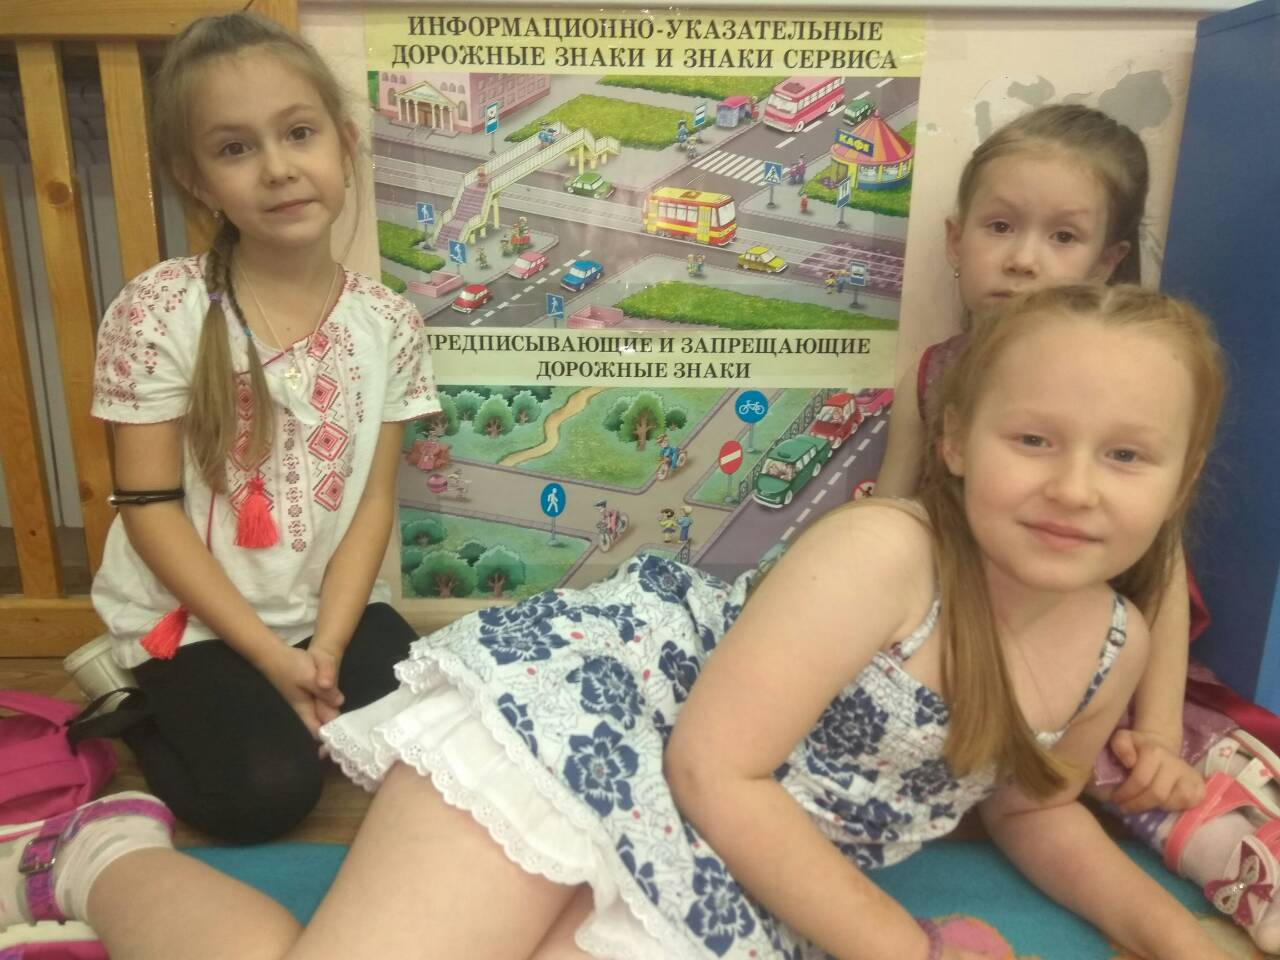 ИНФОРМАЦИОННО-УКАЗАТЕЛЬНЫЕ
ДОРОЖНЫЕ ЗНАКИ И ЗНАКИ СЕРВИСА
КАФЕ
ПРЕДПИСЫВАЮЩИЕ И ЗАПРЕЩАЮЩИЕ
ДОРОЖНЫЕ ЗНАКИ